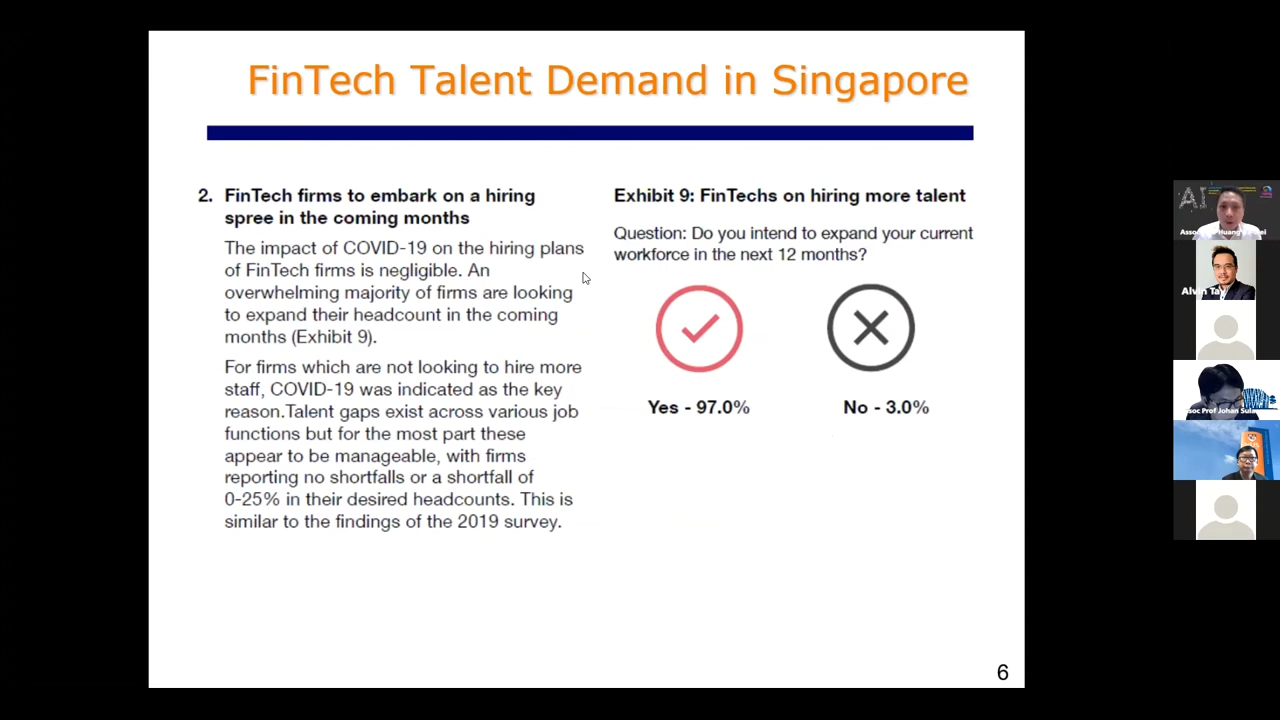 FinTech Talent Demand in Singapore
2. FinTech firms to embark on a hiring
spree in the coming months
The impact of COVID-19 on the hiring plans
of FinTech firms is negligible. An
overwhelming majority of firms are looking
to expand their headcount in the coming
months (Exhibit 9).
For firms which are not looking to hire more
staff, COVID-19 was indicated as the key
reason.Talent gaps exist across various job
functions but for the most part these
appear to be manageable, with firms
reporting no shortfalls or a shortfall of
0-25% in their desired headcounts. This is
similar to the findings of the 2019 survey.
Exhibit 9: FinTechs on hiring more talent
Question: Do you intend to expand your current
workforce in the next 12 months?
Yes - 97.0%
No - 3.0%
6
AI
Huang
Alvin Tay
Assoc Prof Johan